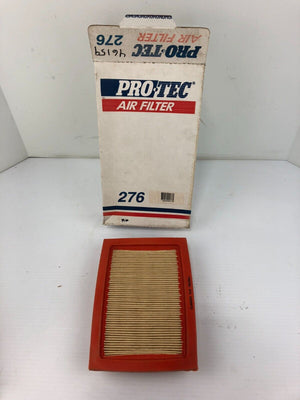 46159
276
PRO-TEC
AIR FILTER
PRO-TEC
AIR FILTER
276